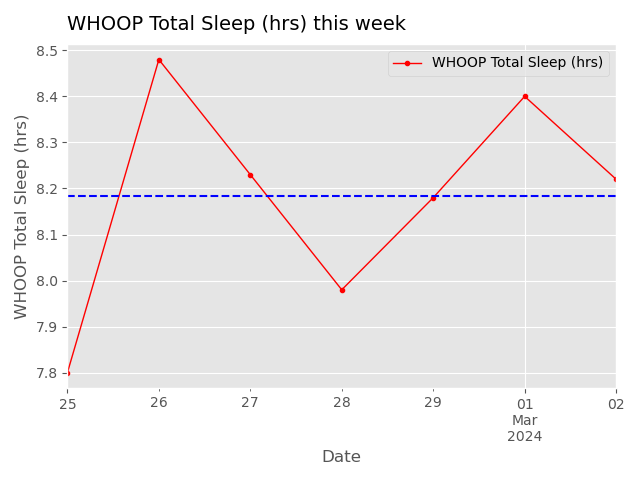 WHOOP Total Sleep (hrs) this week
WHOOP Total Sleep (hrs)
WHOOP Total Sleep (hrs)
8.5
8.4
8.3
8.2
8.1
8.0
7.9
7.8
25 26 27 28 29 01 02
Mar
2024
Date